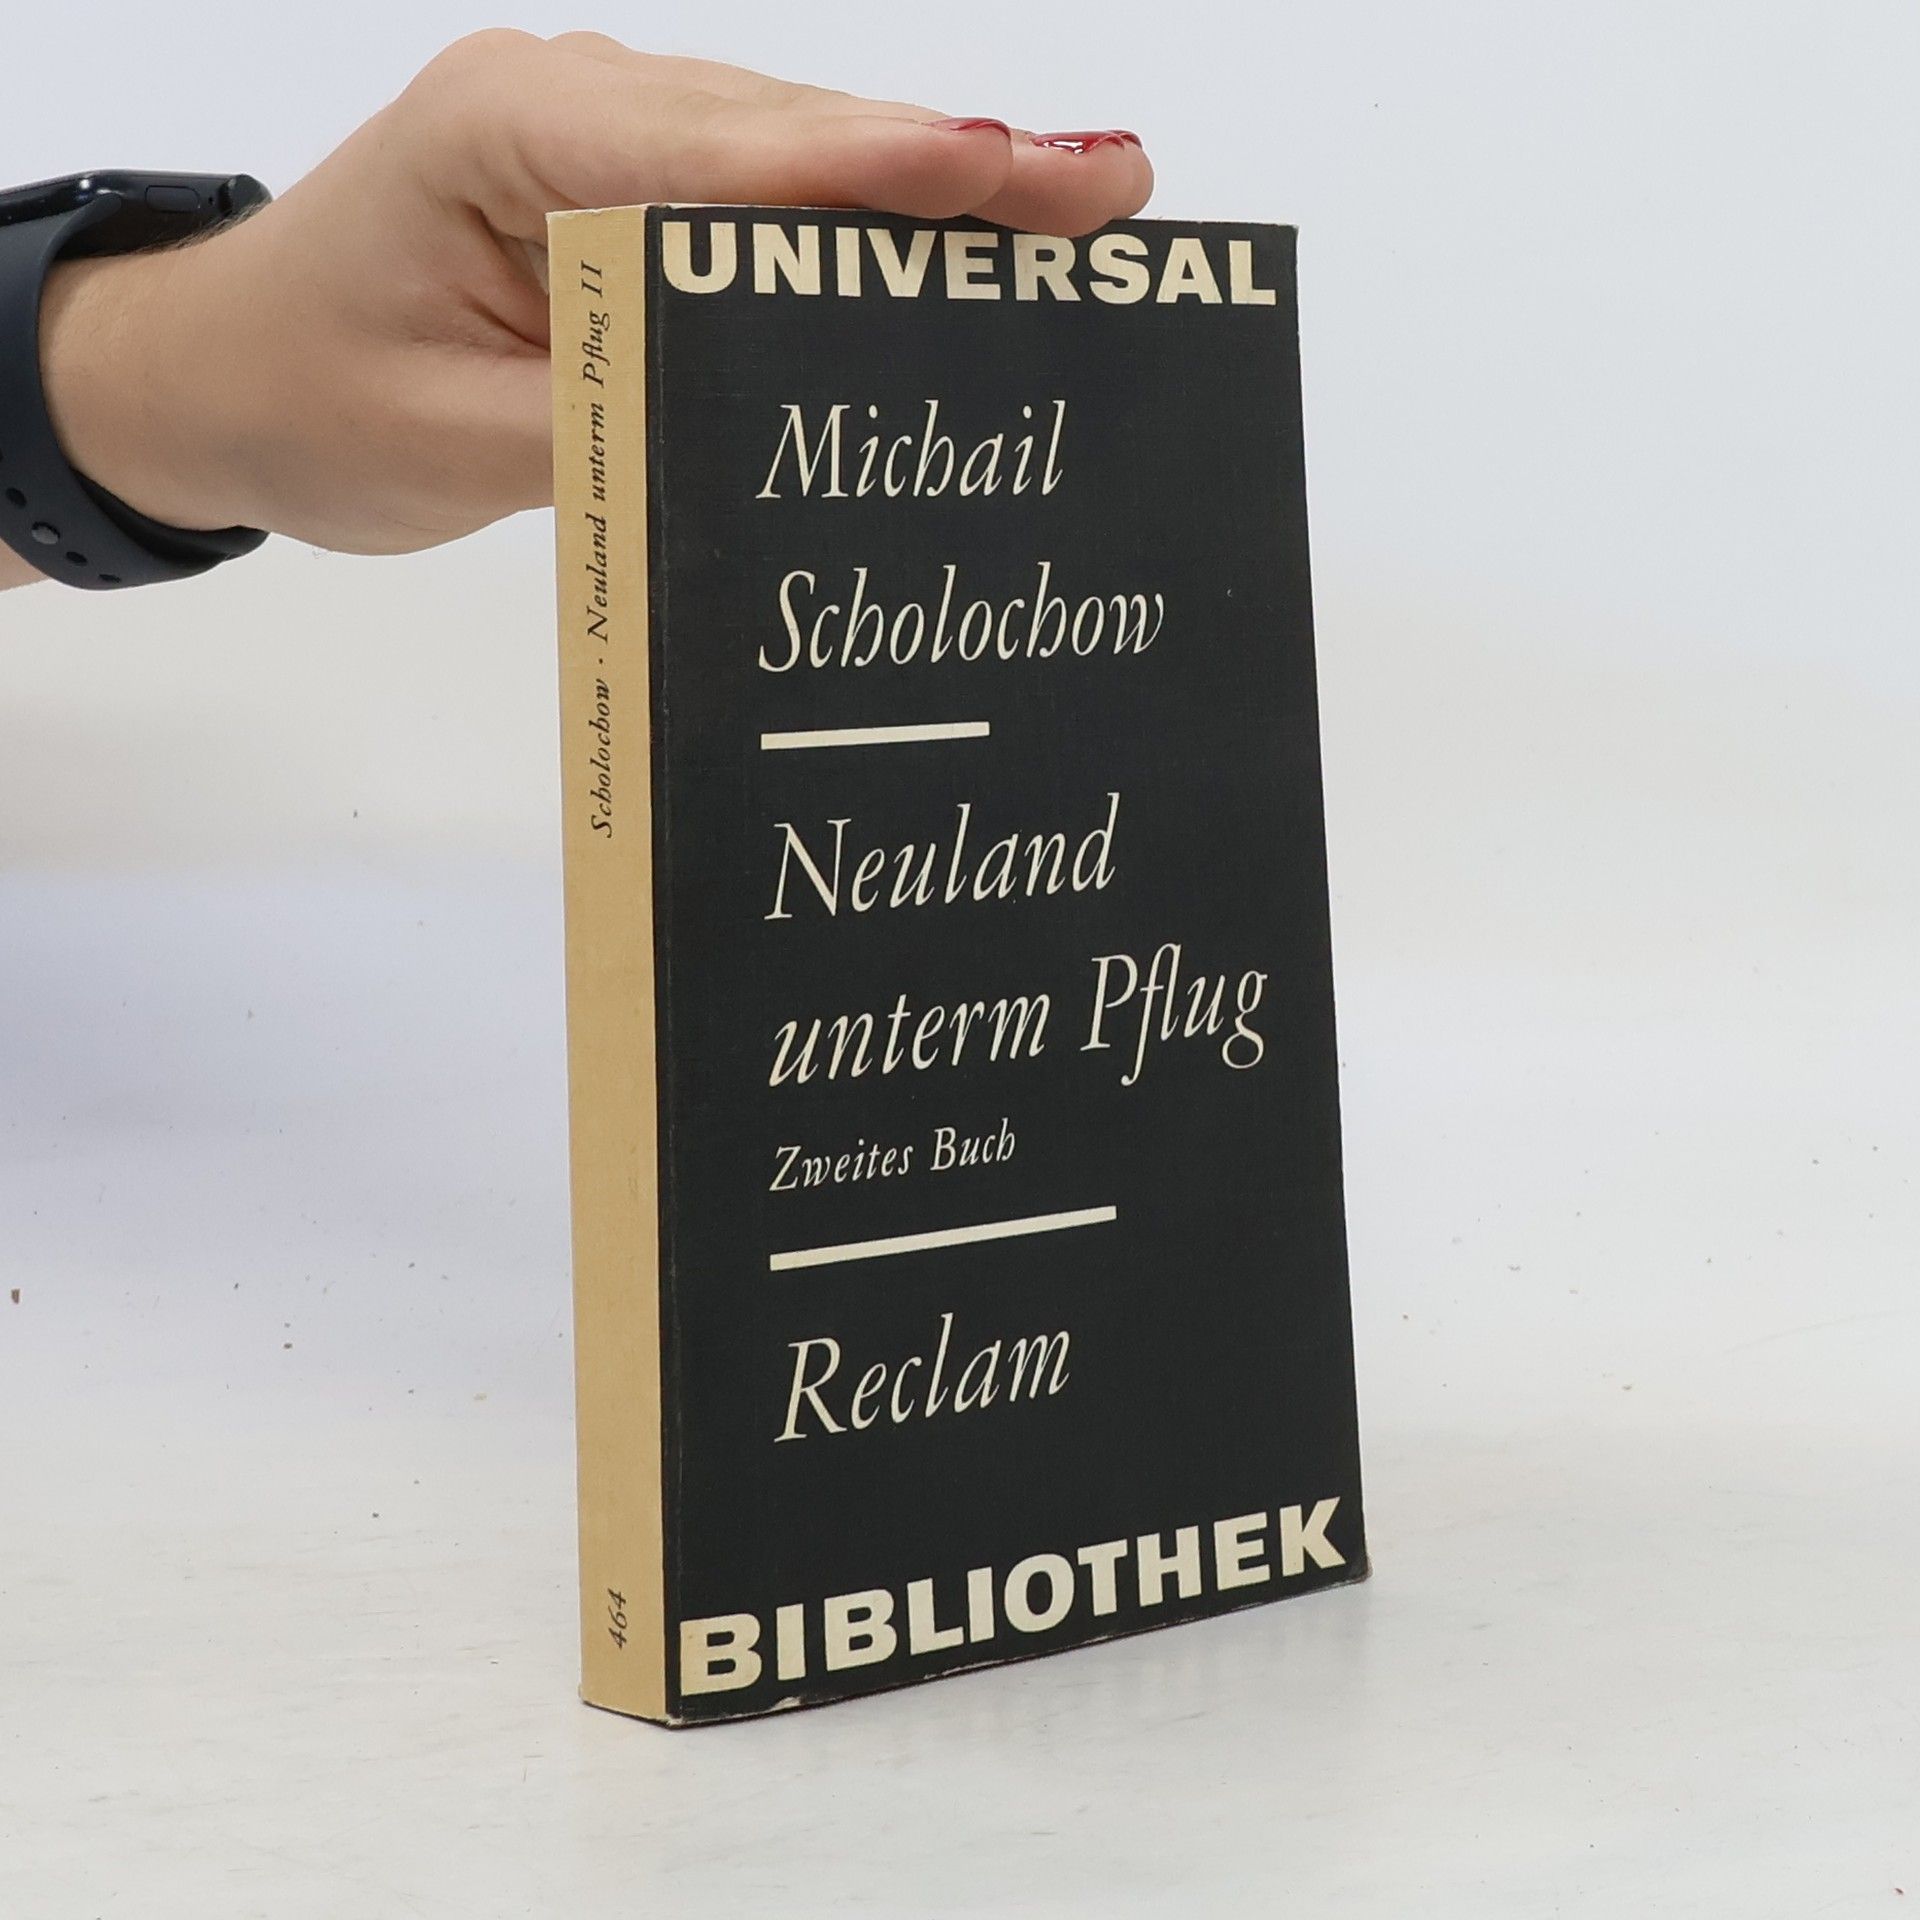 Scholochow · Neuland unterm Pflug II
464
UNIVERSAL
Michail
Scholochow
Neuland
unterm Pflug
Zweites Buch
Reclam
BIBLIOTHEK